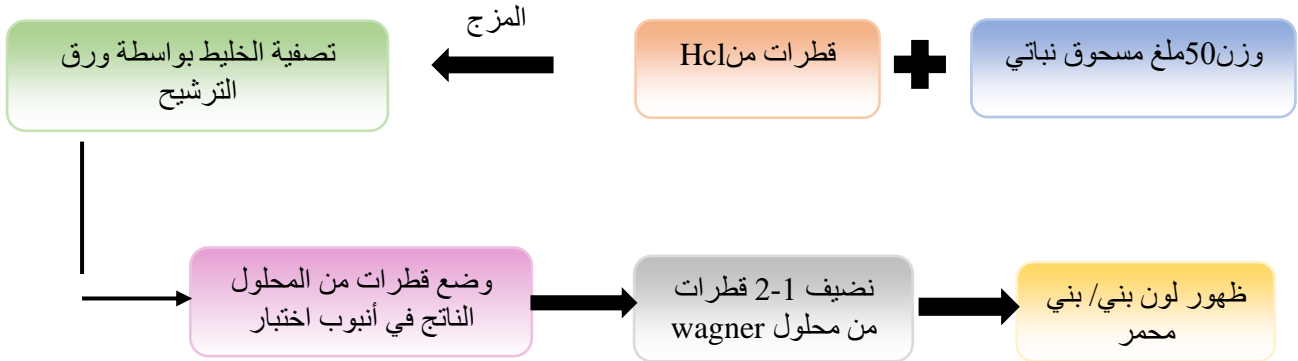 وزن50ملغ مسحوق نباتي
قطرات منHcl
المزج
تصفية الخليط بواسطة ورق
الترشيح
وضع قطرات من المحلول
الناتج في أنبوب اختبار
نضيف 1-2 قطرات
من محلول wagner
ظهور لون بني/ بني
محمر